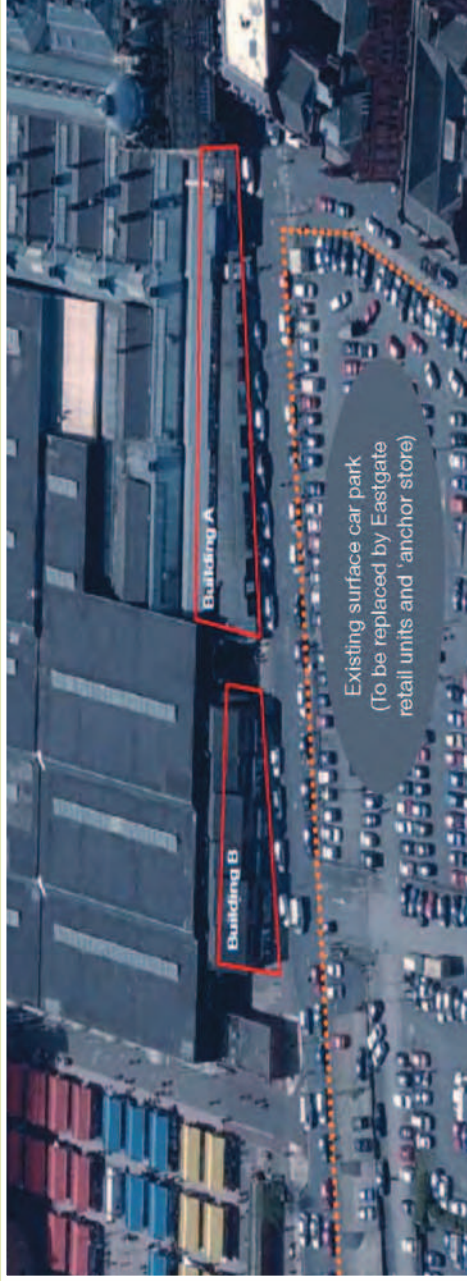 Building A
Building B
Existing surface car park
(To be replaced by Eastgate
retail units and ‘anchor store)